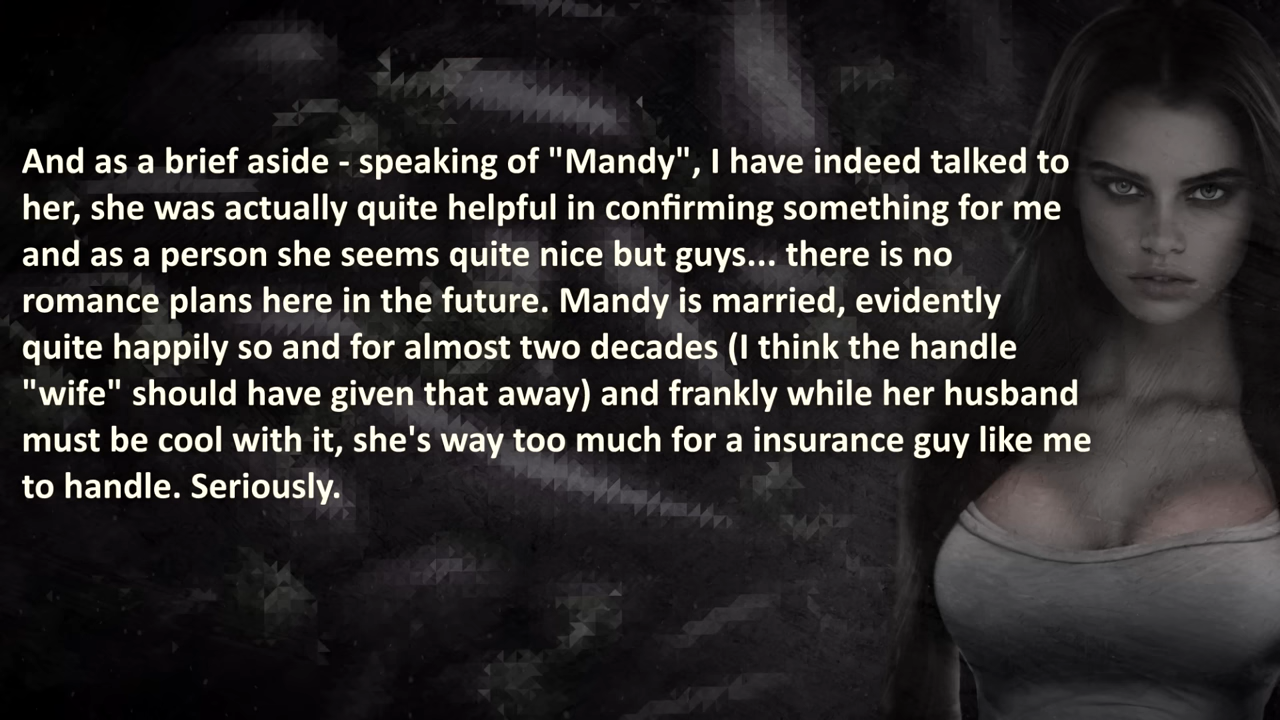 And as a brief aside - speaking of "Mandy", I have indeed talked to
her, she was actually quite helpful in confirming something for me
and as a person she seems quite nice but guys... there is no
romance plans here in the future. Mandy is married, evidently
quite happily so and for almost two decades (I think the handle
"wife" should have given that away) and frankly while her husband
must be cool with it, she's way too much for a insurance guy like me
to handle. Seriously.